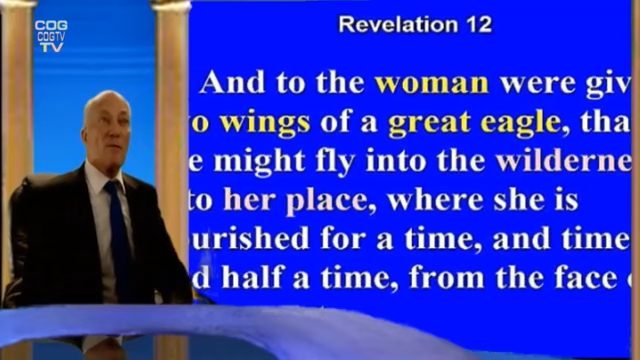 COG
COGTV
TV
Revelation 12
And to the woman were giv
o wings of a great eagle, tha
e might fly into the wilderne
to her place, where she is
urished for a time, and time
d half a time, from the face